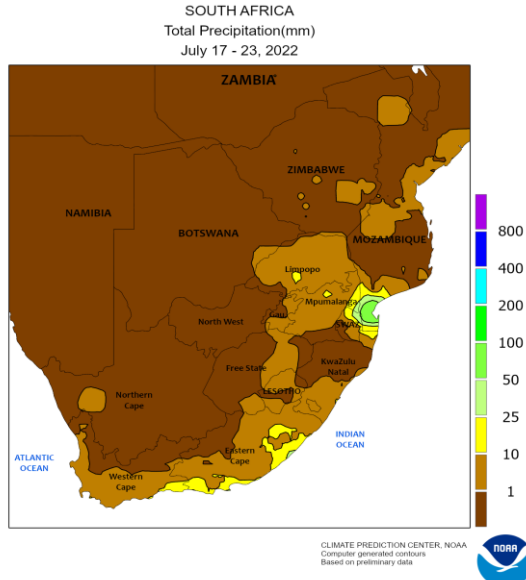 SOUTH AFRICA
Total Precipitation(mm)
July 17 - 23, 2022
ZAMBIA
ZIMBABWE
NAMIBIA
BOTSWANA
MOZAMBIQUE
Limpopo
Mpumalanga
North West
Gau
SWAZ
Free State
KwaZulu
Natal
LESOTHO
Northern
Cape
Eastern
Cape
Western
Cape
ATLANTIC
OCEAN
INDIAN
OCEAN
800
400
200
100
50
25
10
1
CLIMATE PREDICTION CENTER, NOAA
Computer generated contours
Based on preliminary data
NOAA